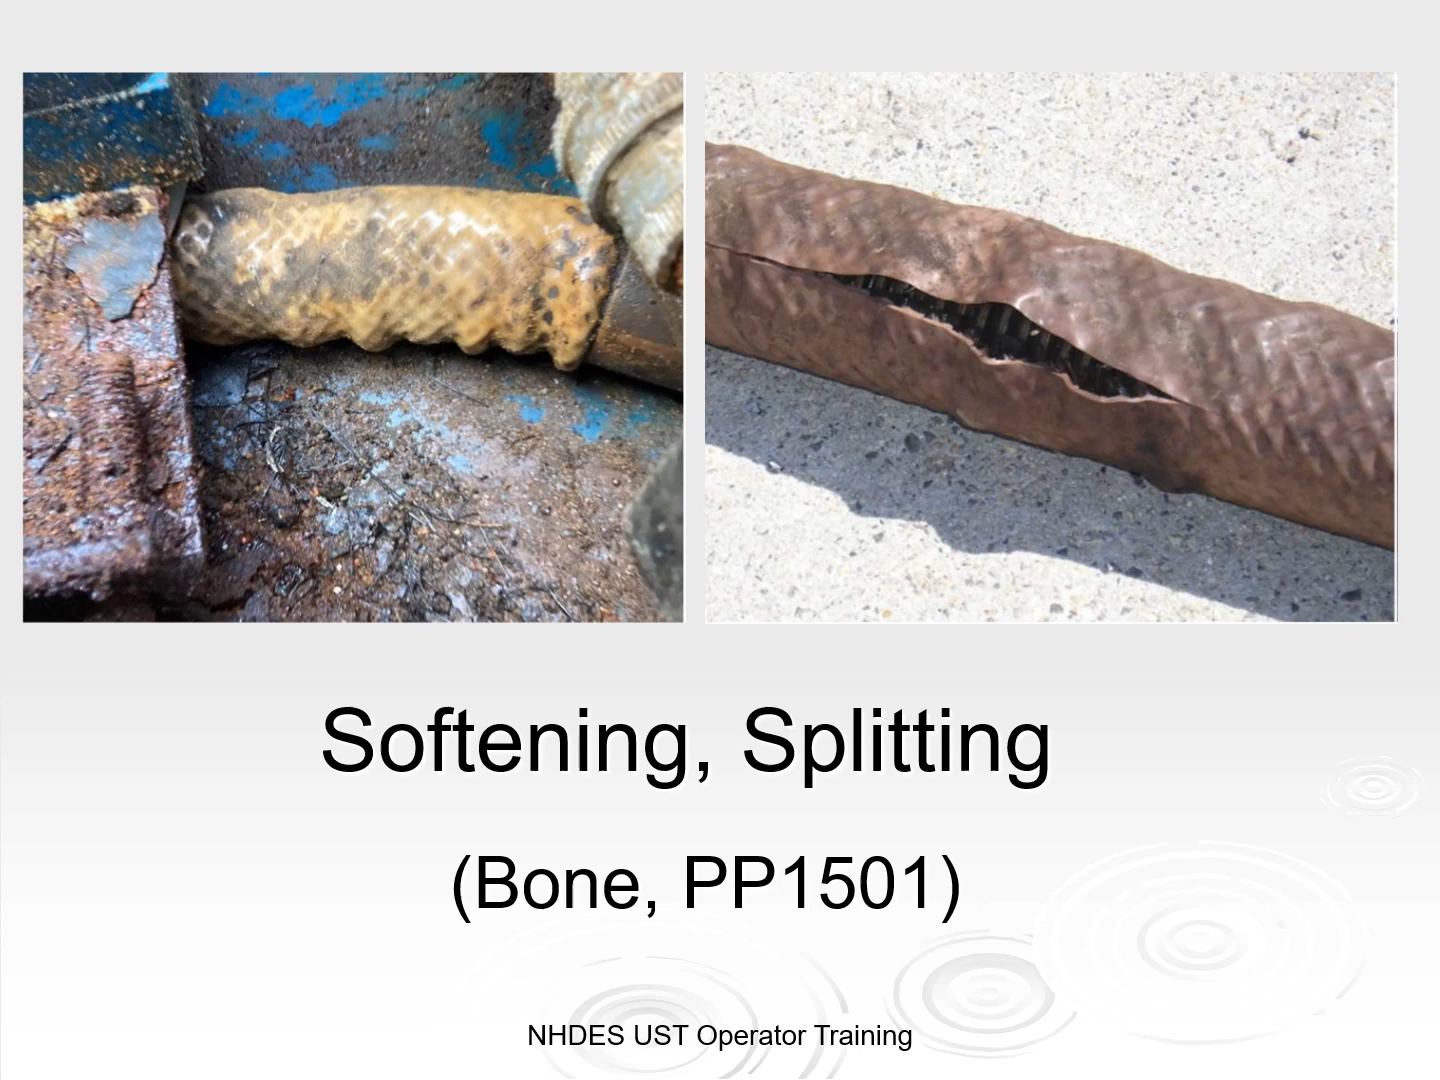 Softening, Splitting
(Bone, PP1501)
NHDES UST Operator Training